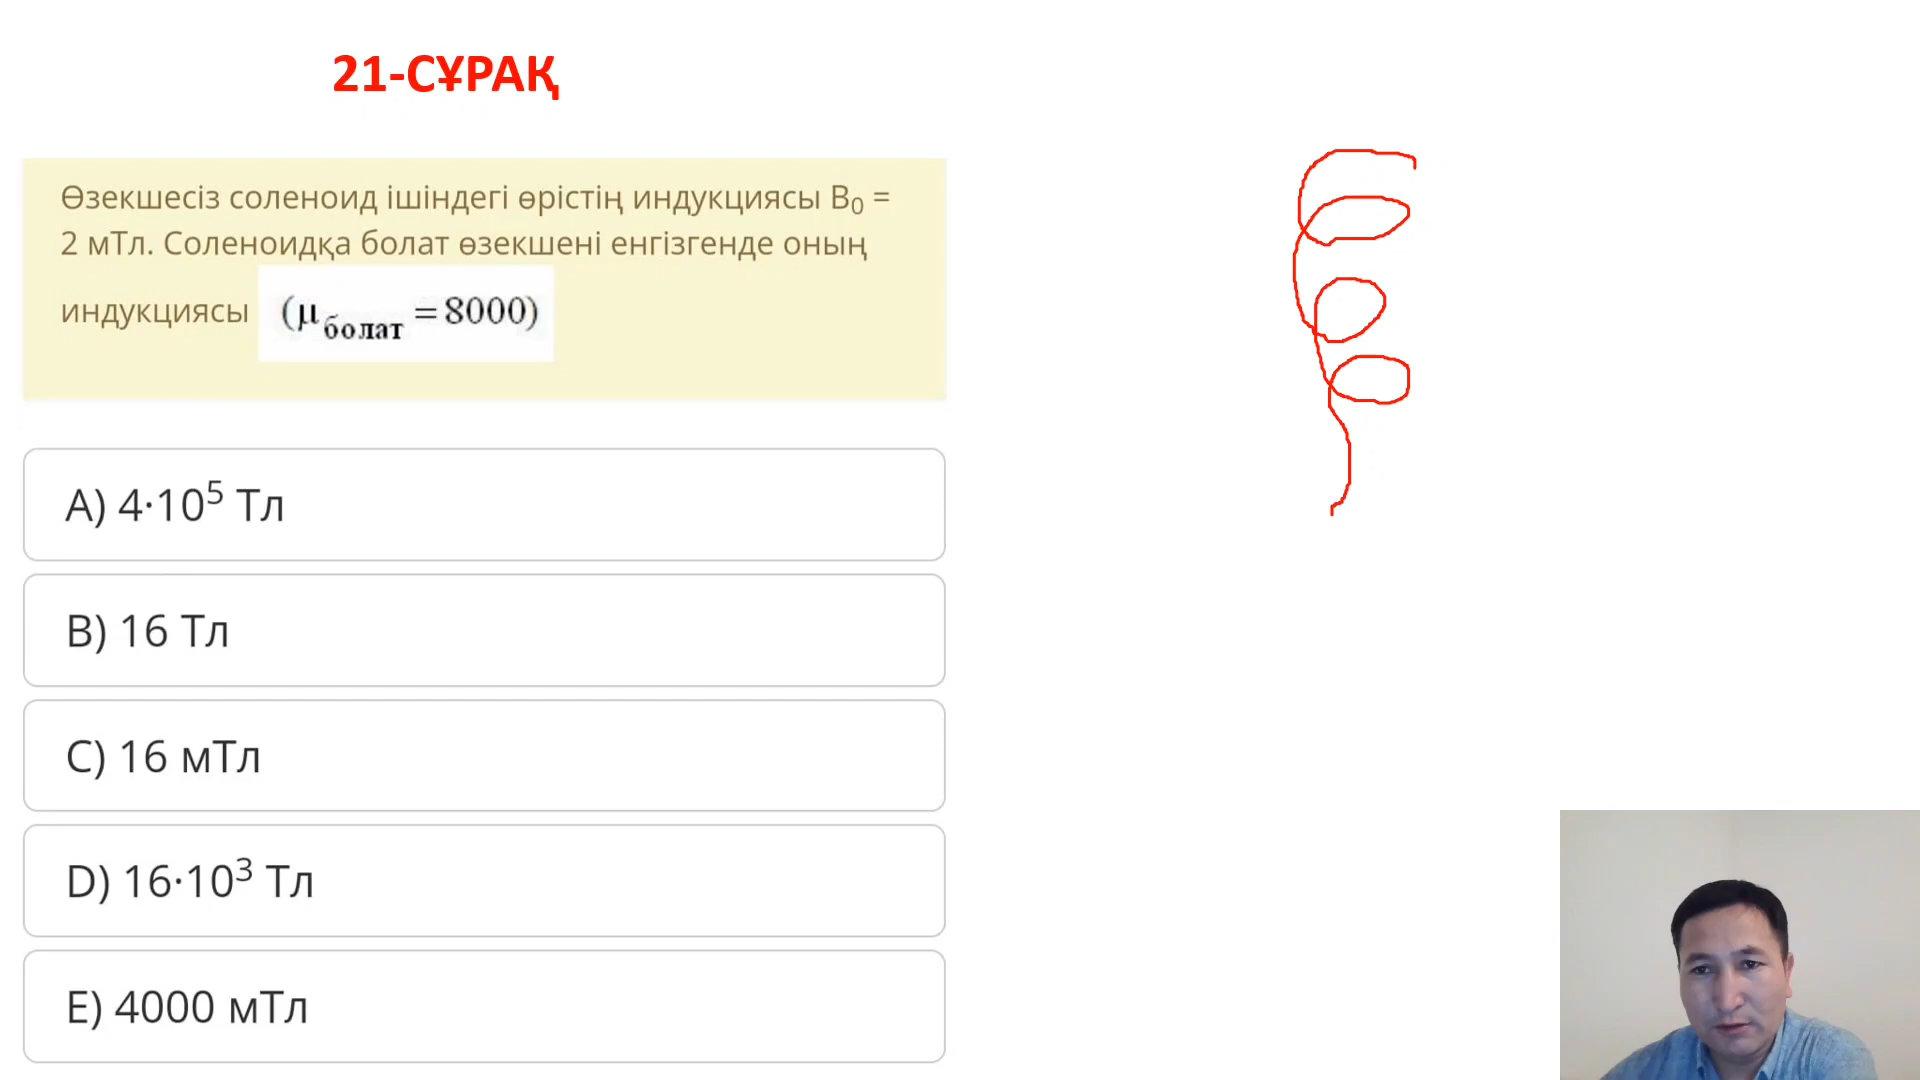 21-СҰРАҚ
Өзекшесіз соленоид ішіндегі өрістің индукциясы B₀ =
2 мТл. Соленоидқа болат өзекшені енгізгенде оның
индукциясы (μ болат = 8000)
A) 4·10⁵ Тл
B) 16 Тл
C) 16 мТл
D) 16·10³ Тл
E) 4000 мТл